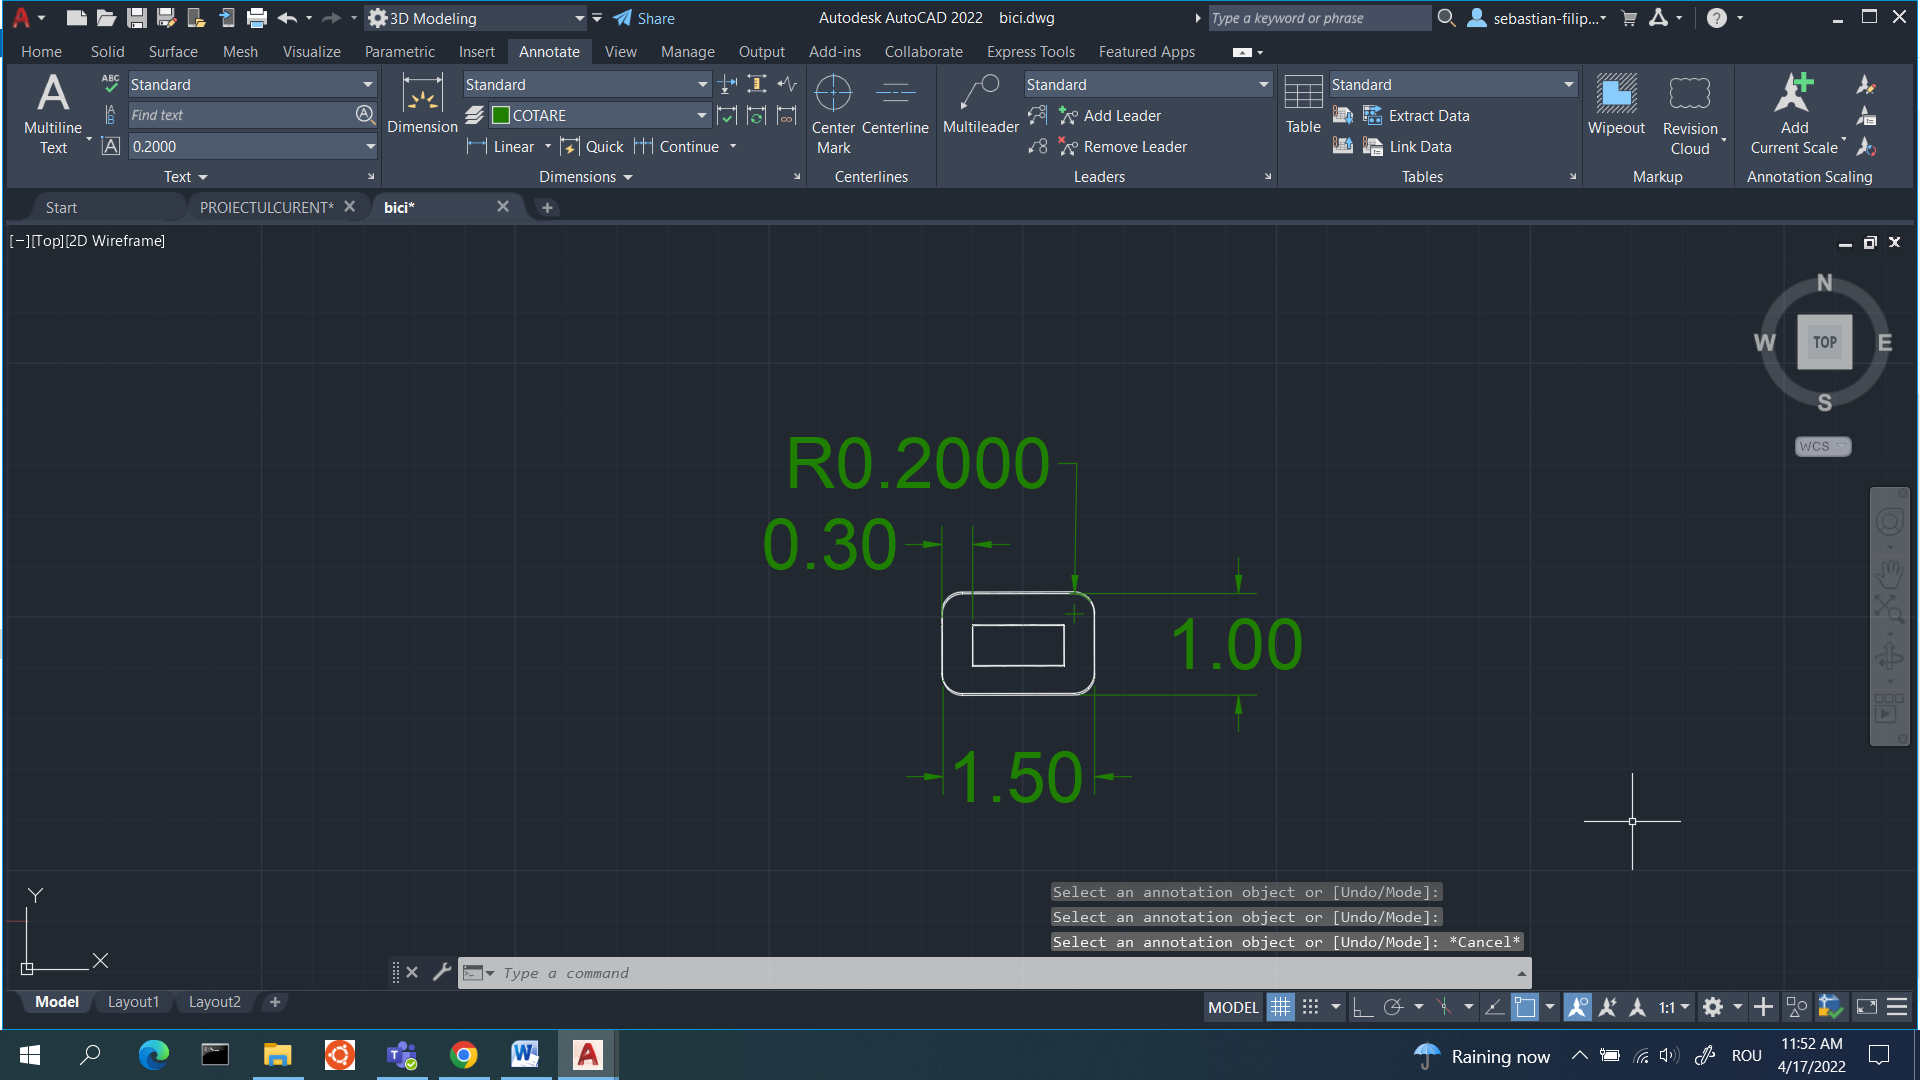 3D Modeling
Share
Autodesk AutoCAD 2022 bici.dwg
Type a keyword or phrase
sebastian-filip...
Home Solid Surface Mesh Visualize Parametric Insert Annotate View Manage Output Add-ins Collaborate Express Tools Featured Apps
A
Multiline
Text
ABC
Standard
Find text
0.2000
Text
Dimension
Standard
COTARE
Linear Quick Continue
Dimensions
Center
Mark
Centerline
Centerlines
Multileader
Standard
Add Leader
Remove Leader
Leaders
Table
Standard
Extract Data
Link Data
Tables
Wipeout
Revision
Cloud
Markup
Add
Current Scale
Annotation Scaling
Start PROIECTULCURENT* bici*
[−][Top][2D Wireframe]
N
W TOP E
S
WCS
R0.2000
0.30
1.00
1.50
Y
X
Select an annotation object or [Undo/Mode]:
Select an annotation object or [Undo/Mode]:
Select an annotation object or [Undo/Mode]: *Cancel*
Type a command
Model Layout1 Layout2
MODEL
1:1
Raining now
ROU
11:52 AM
4/17/2022